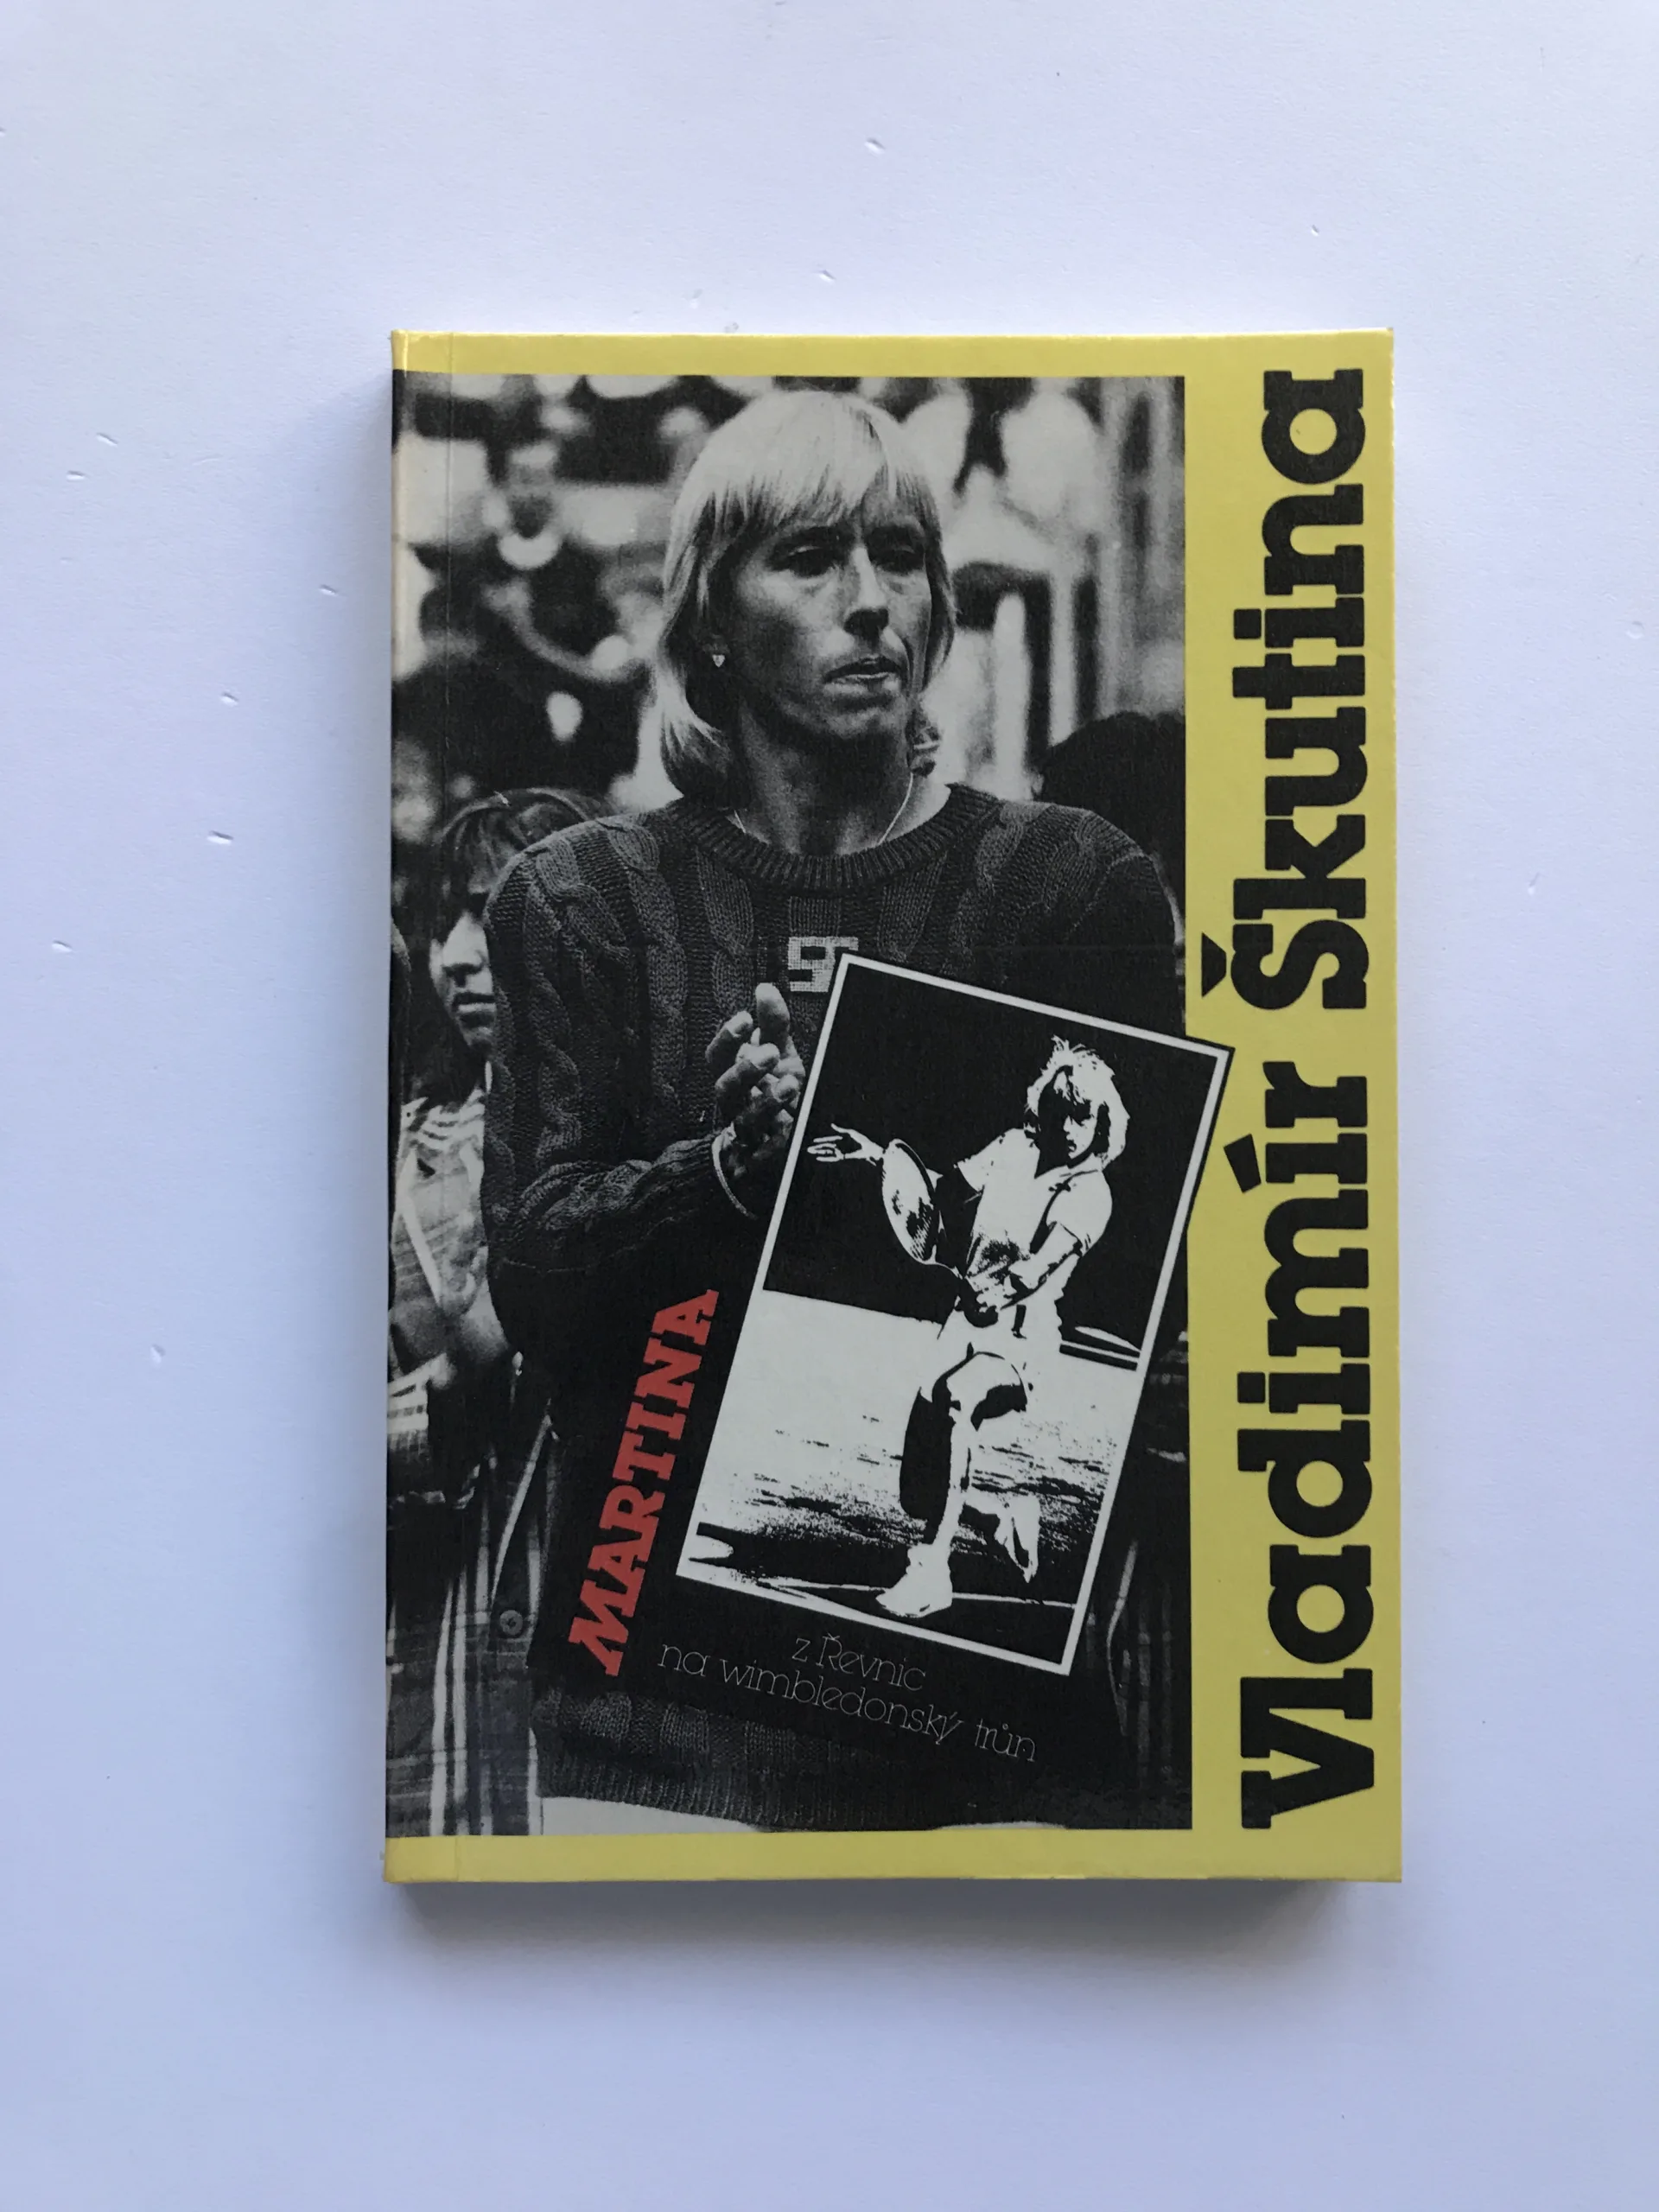 Vladimír Škutina
MARTINA
z Řevnic
na wimbledonský trůn